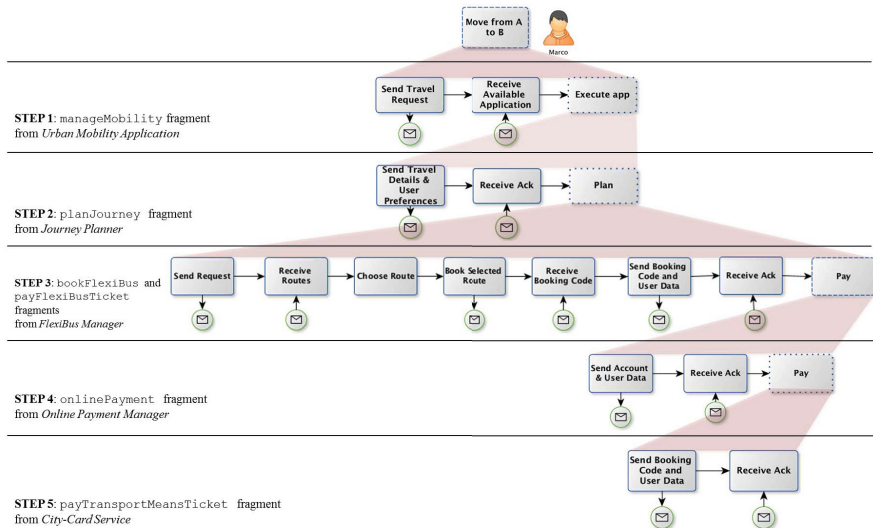 Move from A
to B
Marco
Send Travel
Request
Receive
Available
Application
Execute app
STEP 1: manageMobility fragment
from Urban Mobility Application
Send Travel
Details &
User
Preferences
Receive Ack
Plan
STEP 2: planJourney fragment
from Journey Planner
Send Request
Receive
Routes
Choose Route
Book Selected
Route
Receive
Booking Code
Send Booking
Code and
User Data
Receive Ack
Pay
STEP 3: bookFlexiBus and
payFlexiBusTicket
fragments
from FlexiBus Manager
Send Account
& User Data
Receive Ack
Pay
STEP 4: onlinePayment fragment
from Online Payment Manager
Send Booking
Code and
User Data
Receive Ack
STEP 5: payTransportMeansTicket fragment
from City-Card Service